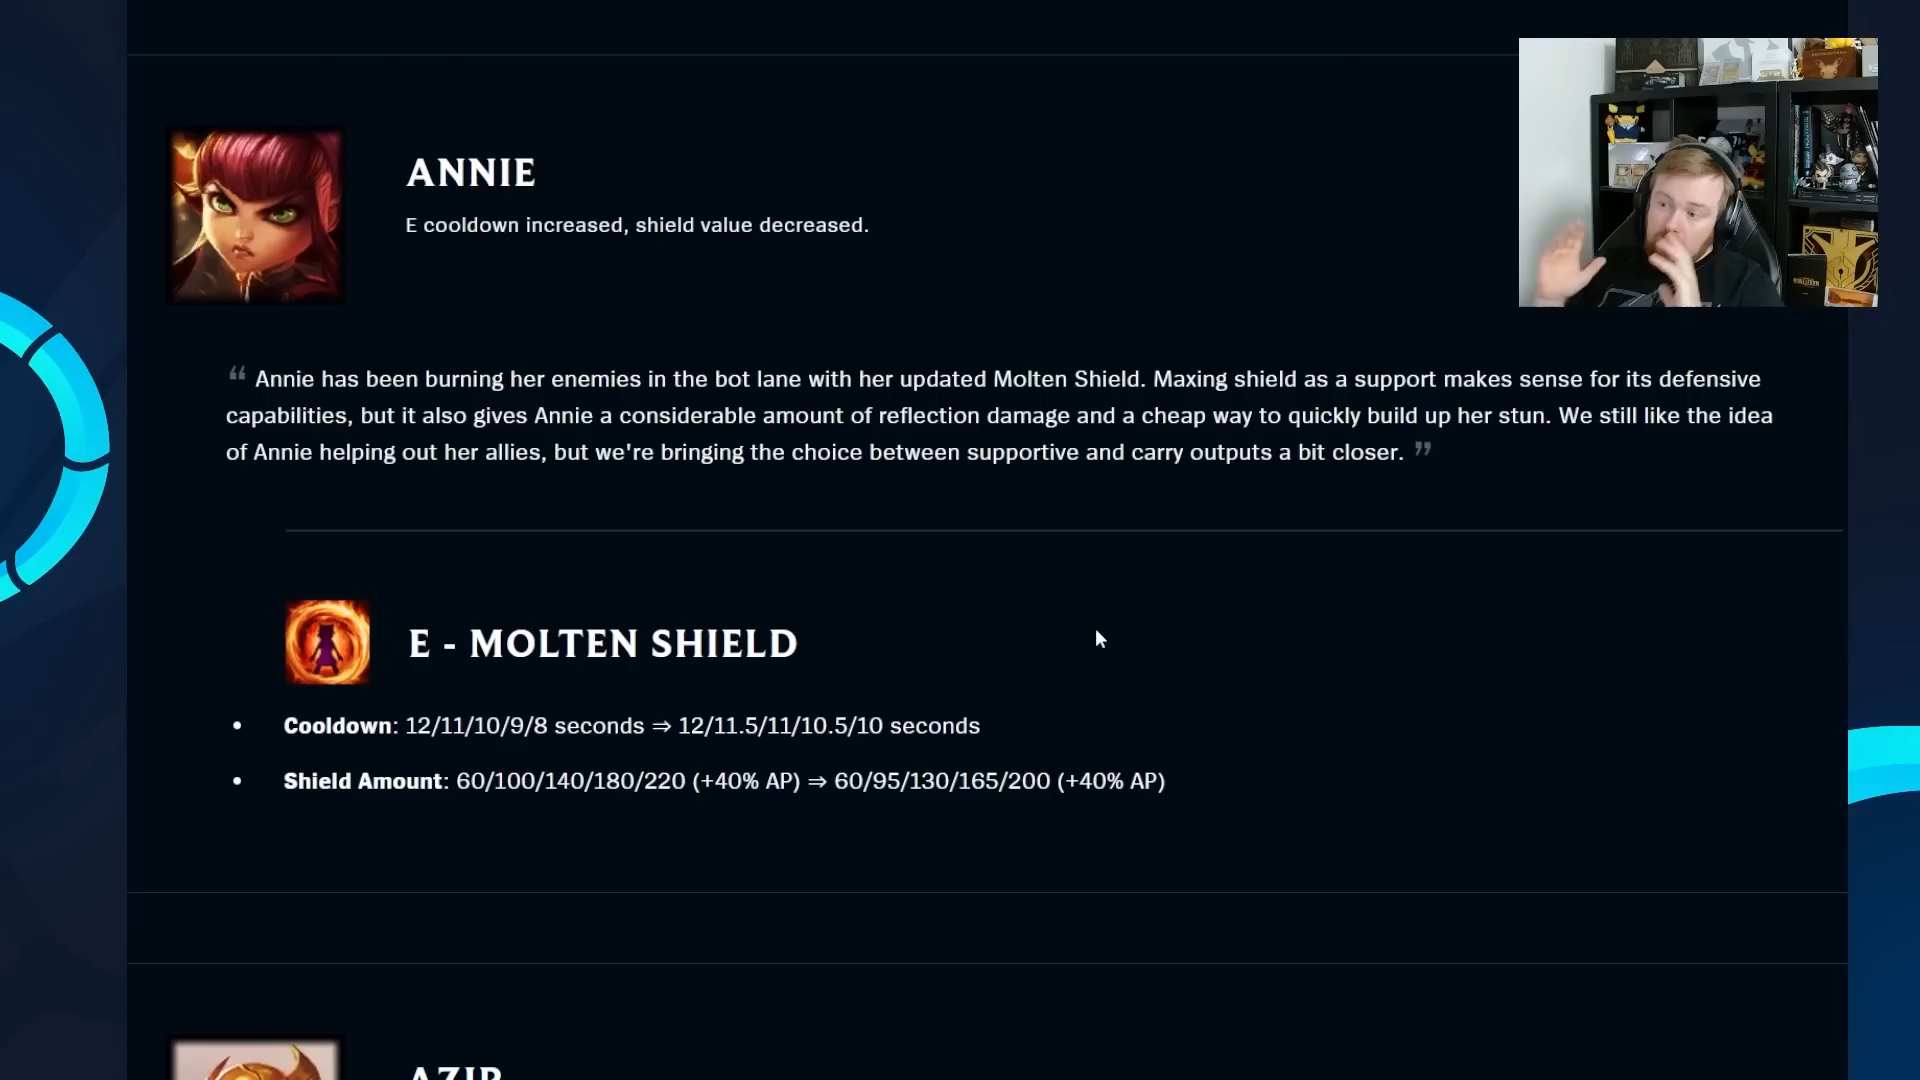 ANNIE
E cooldown increased, shield value decreased.
“ Annie has been burning her enemies in the bot lane with her updated Molten Shield. Maxing shield as a support makes sense for its defensive
capabilities, but it also gives Annie a considerable amount of reflection damage and a cheap way to quickly build up her stun. We still like the idea
of Annie helping out her allies, but we're bringing the choice between supportive and carry outputs a bit closer. ”
E - MOLTEN SHIELD
• Cooldown: 12/11/10/9/8 seconds ⇒ 12/11.5/11/10.5/10 seconds
• Shield Amount: 60/100/140/180/220 (+40% AP) ⇒ 60/95/130/165/200 (+40% AP)
AZIR